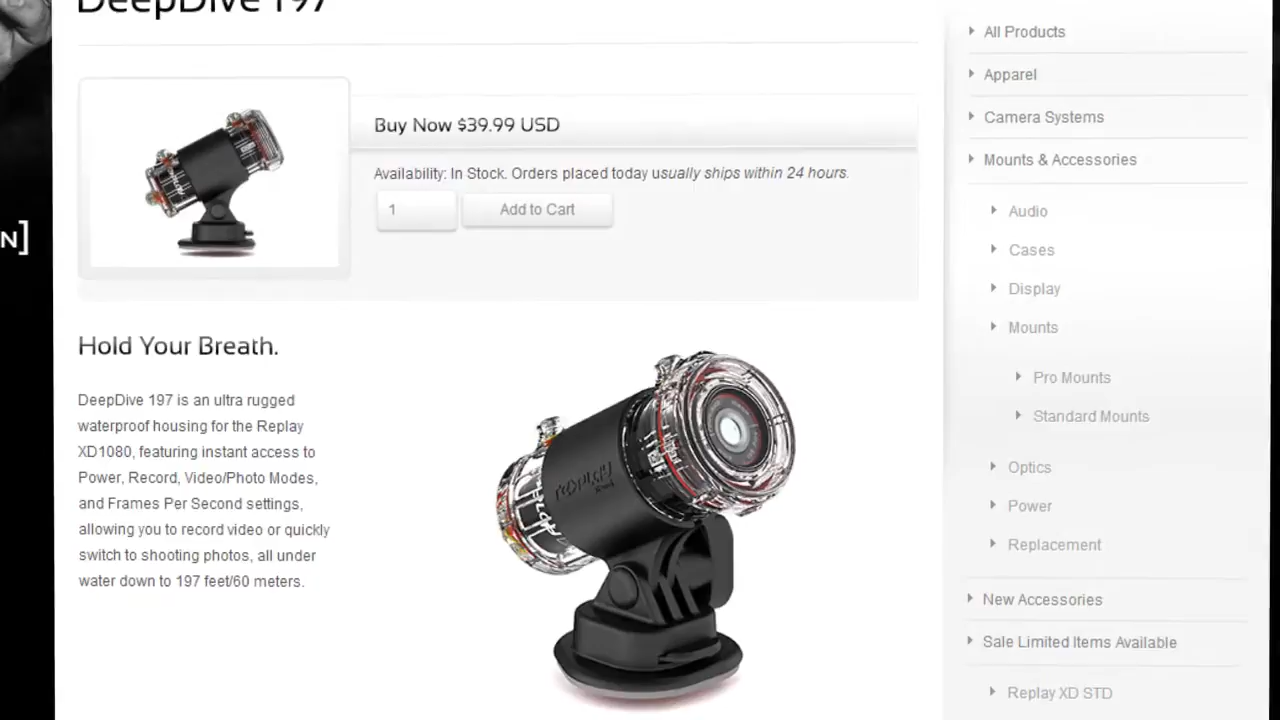 DeepDive 197
Buy Now $39.99 USD
Availability: In Stock. Orders placed today usually ships within 24 hours.
1
Add to Cart
N]
Hold Your Breath.
DeepDive 197 is an ultra rugged
waterproof housing for the Replay
XD1080, featuring instant access to
Power, Record, Video/Photo Modes,
and Frames Per Second settings,
allowing you to record video or quickly
switch to shooting photos, all under
water down to 197 feet/60 meters.
All Products
Apparel
Camera Systems
Mounts & Accessories
Audio
Cases
Display
Mounts
Pro Mounts
Standard Mounts
Optics
Power
Replacement
New Accessories
Sale Limited Items Available
Replay XD STD